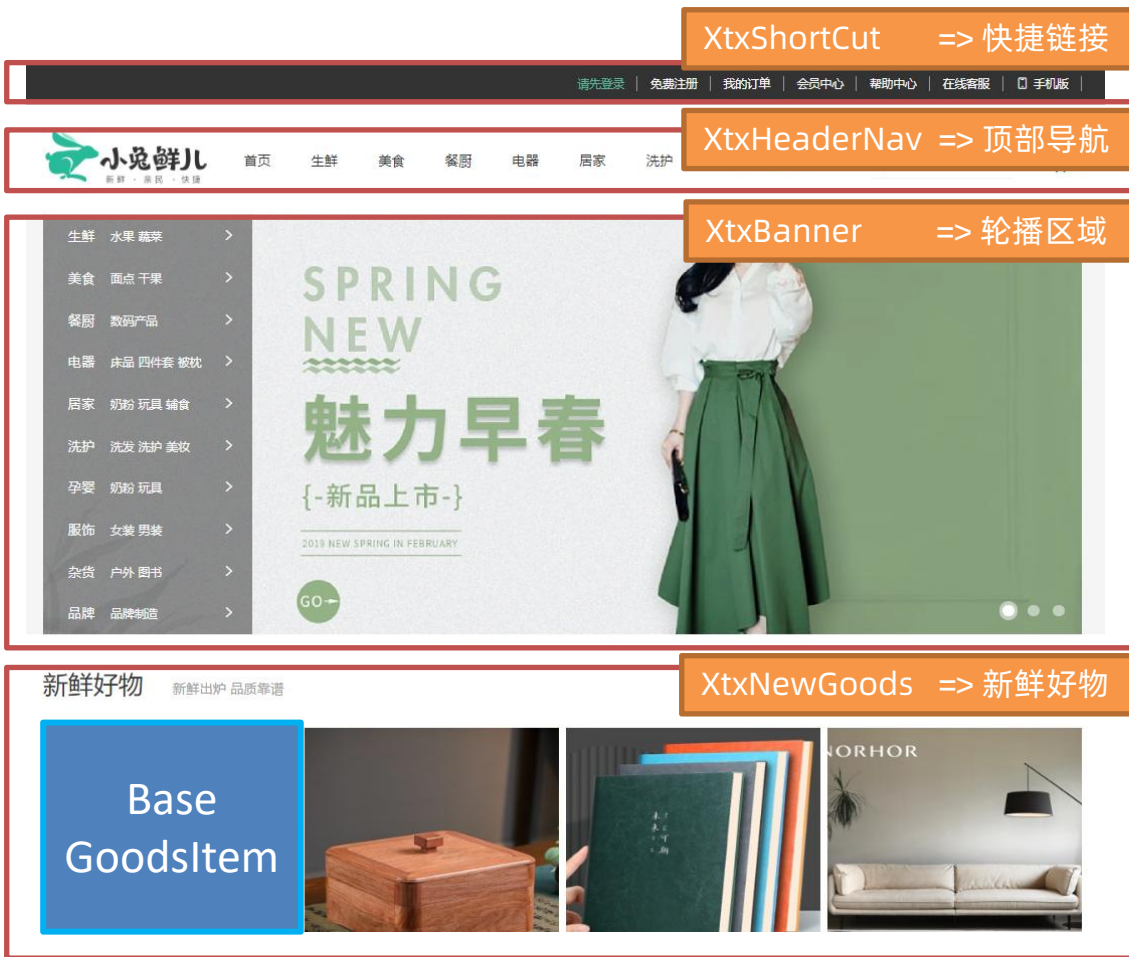 XtxShortCut => 快捷链接
请先登录 免费注册 我的订单 会员中心 帮助中心 在线客服 手机版
XtxHeaderNav => 顶部导航
小兔鲜儿
新鲜 · 亲民 · 快捷
首页 生鲜 美食 餐厨 电器 居家 洗护
XtxBanner => 轮播区域
生鲜 水果 蔬菜 >
美食 面点 干果 >
餐厨 数码产品 >
电器 床品 四件套 被枕 >
居家 奶粉 玩具 辅食 >
洗护 洗发 洗护 美妆 >
孕婴 奶粉 玩具 >
服饰 女装 男装 >
杂货 户外 图书 >
品牌 品牌制造 >
SPRING
NEW
魅力早春
{-新品上市-}
2019 NEW SPRING IN FEBRUARY
GO
XtxNewGoods => 新鲜好物
新鲜好物 新鲜出炉 品质靠谱
Base
GoodsItem
NORHOR